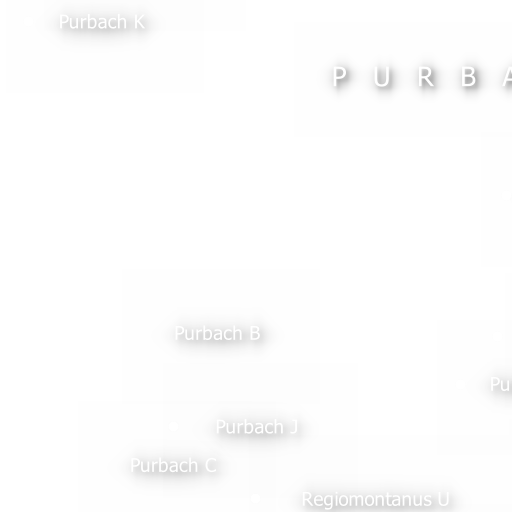 Purbach K
P U R B A
Purbach B
Pu
Purbach J
Purbach C
Regiomontanus U